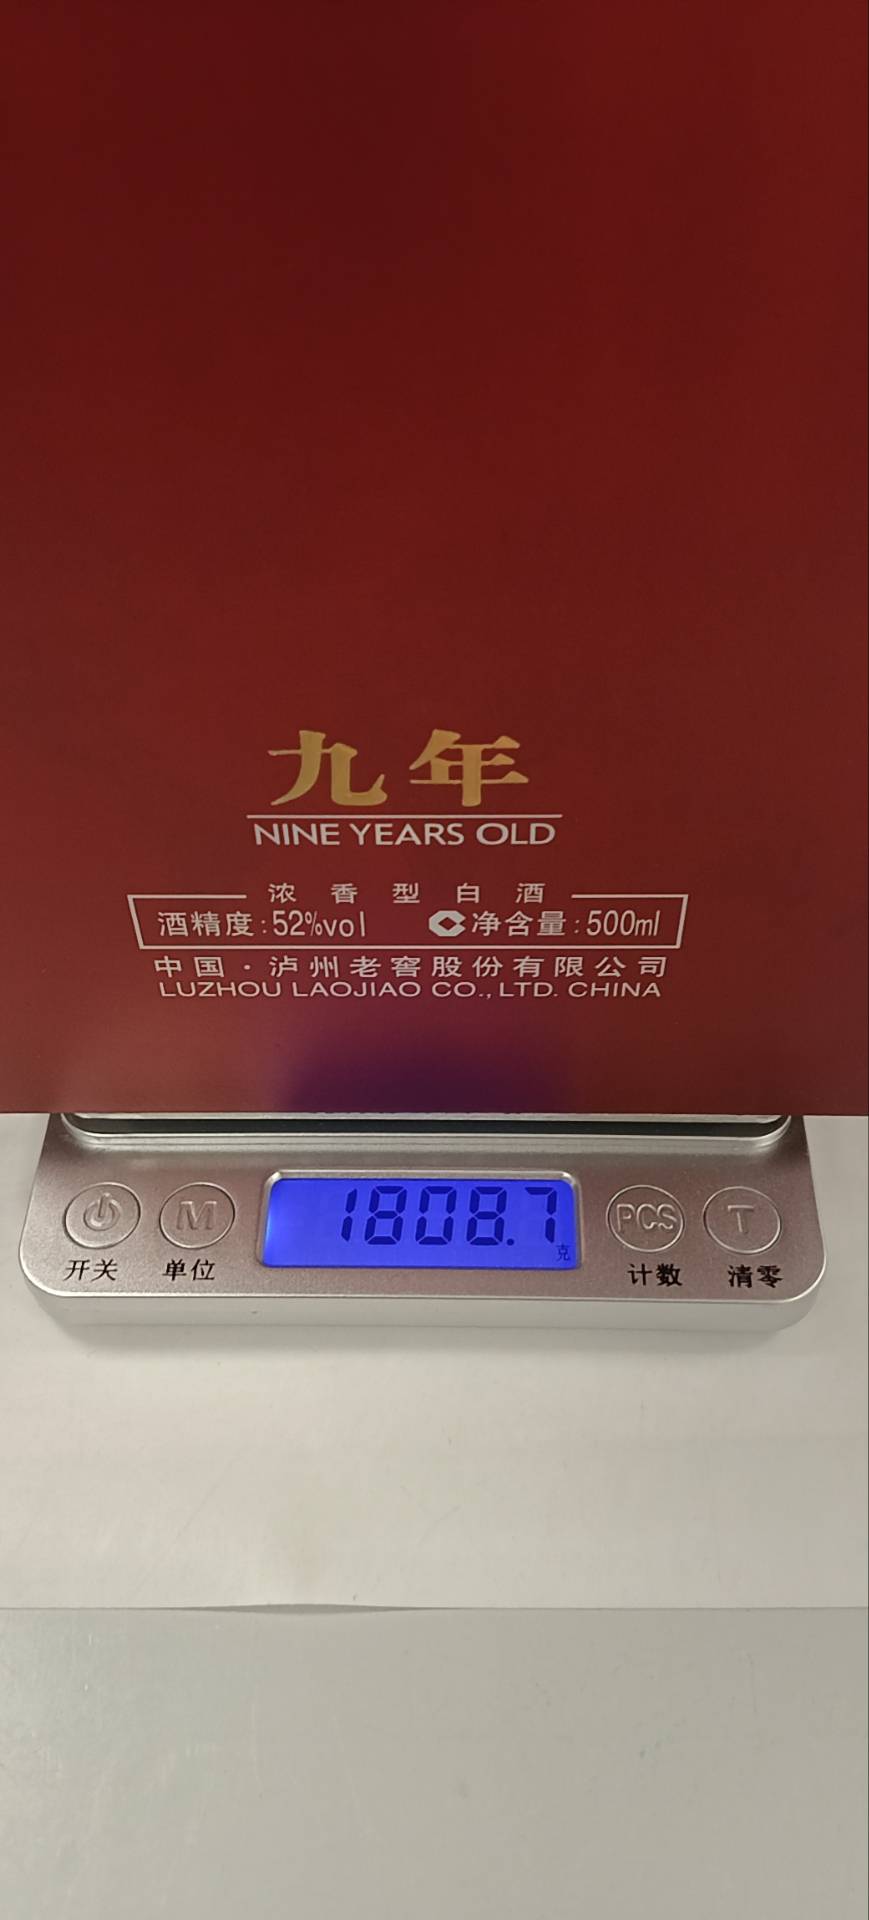 九年
NINE YEARS OLD
浓香型白酒
酒精度:52%vol 净含量:500ml
中国·泸州老窖股份有限公司
LUZHOU LAOJIAO CO.,LTD. CHINA
M 1808.7 克 PCS T
开关 单位 计数 清零